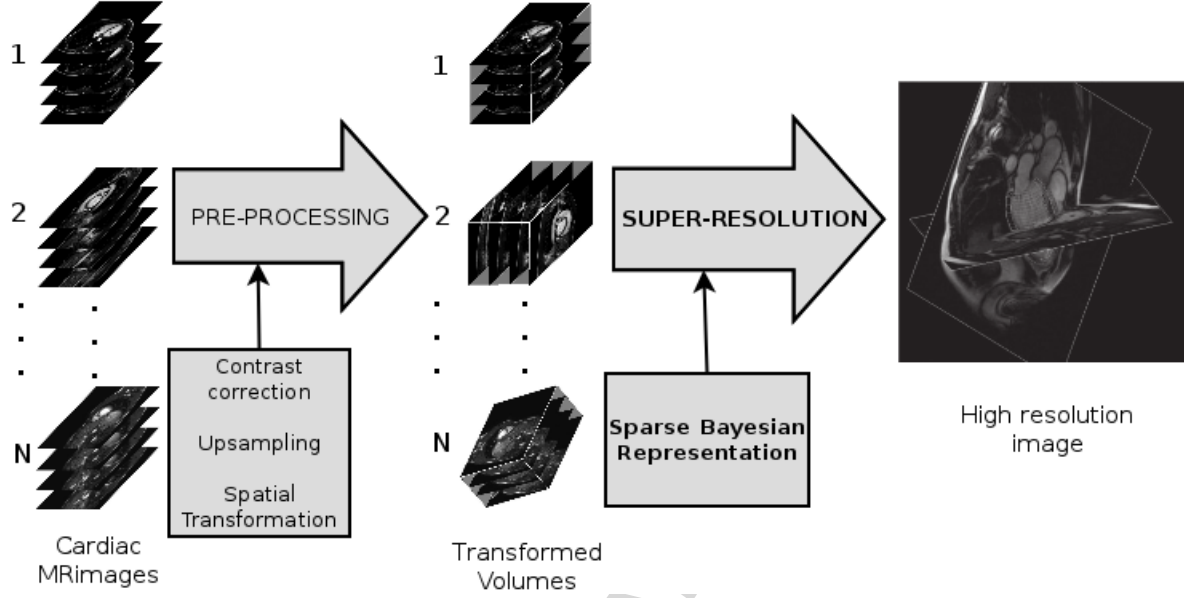 1
2
N
Cardiac
MRimages
PRE-PROCESSING
Contrast
correction
Upsampling
Spatial
Transformation
1
2
N
Transformed
Volumes
SUPER-RESOLUTION
Sparse Bayesian
Representation
High resolution
image